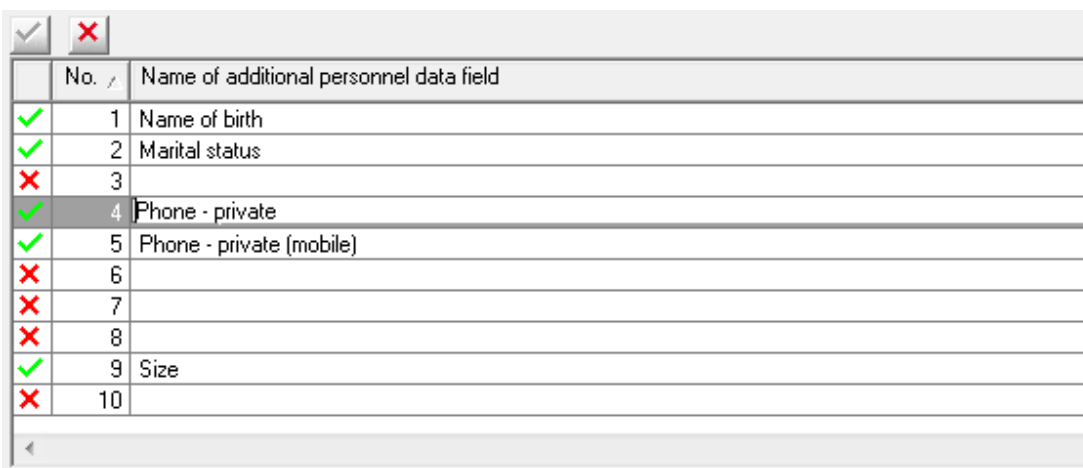 No. Name of additional personnel data field
1 Name of birth
2 Marital status
3
4 Phone - private
5 Phone - private (mobile)
6
7
8
9 Size
10